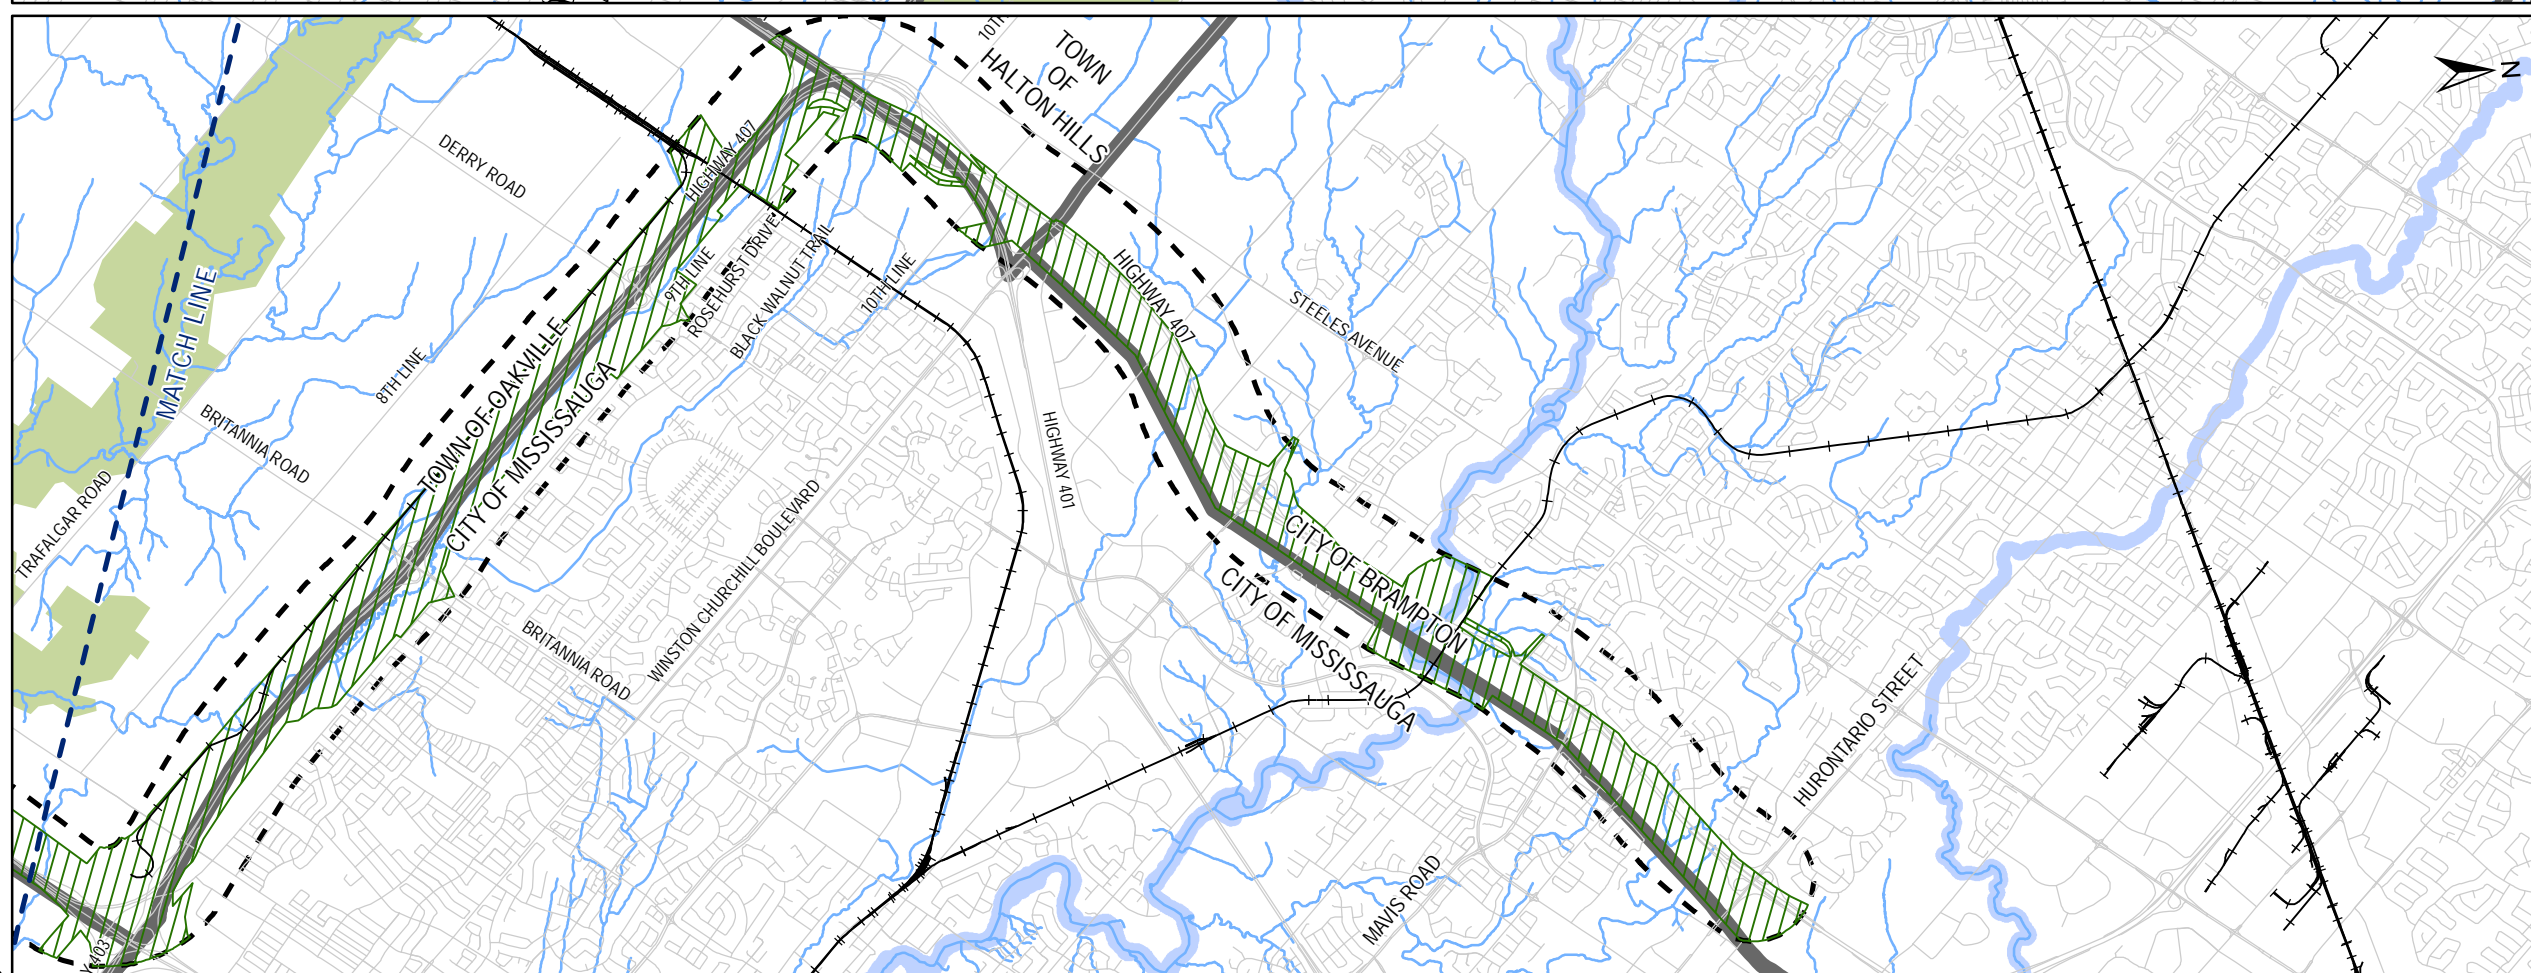 10TH
TOWN
OF
HALTON HILLS
N
DERRY ROAD
HIGHWAY 407
9TH LINE
ROSEHURST DRIVE
BLACK WALNUT TRAIL
10TH LINE
HIGHWAY 407
STEELES AVENUE
MATCH LINE
8TH LINE
TOWN OF OAKVILLE
CITY OF MISSISSAUGA
BRITANNIA ROAD
TRAFALGAR ROAD
HIGHWAY 401
WINSTON CHURCHILL BOULEVARD
CITY OF BRAMPTON
CITY OF MISSISSAUGA
BRITANNIA ROAD
HURONTARIO STREET
MAVIS ROAD
Y 403